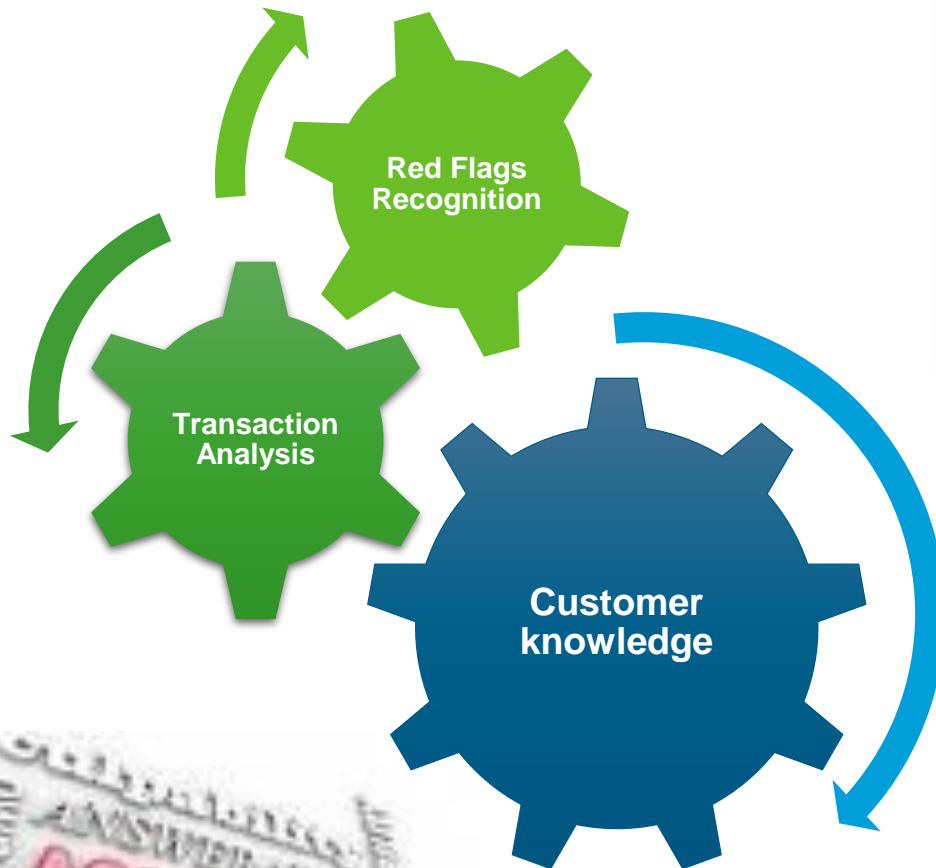 Red Flags
Recognition
Transaction
Analysis
Customer
knowledge